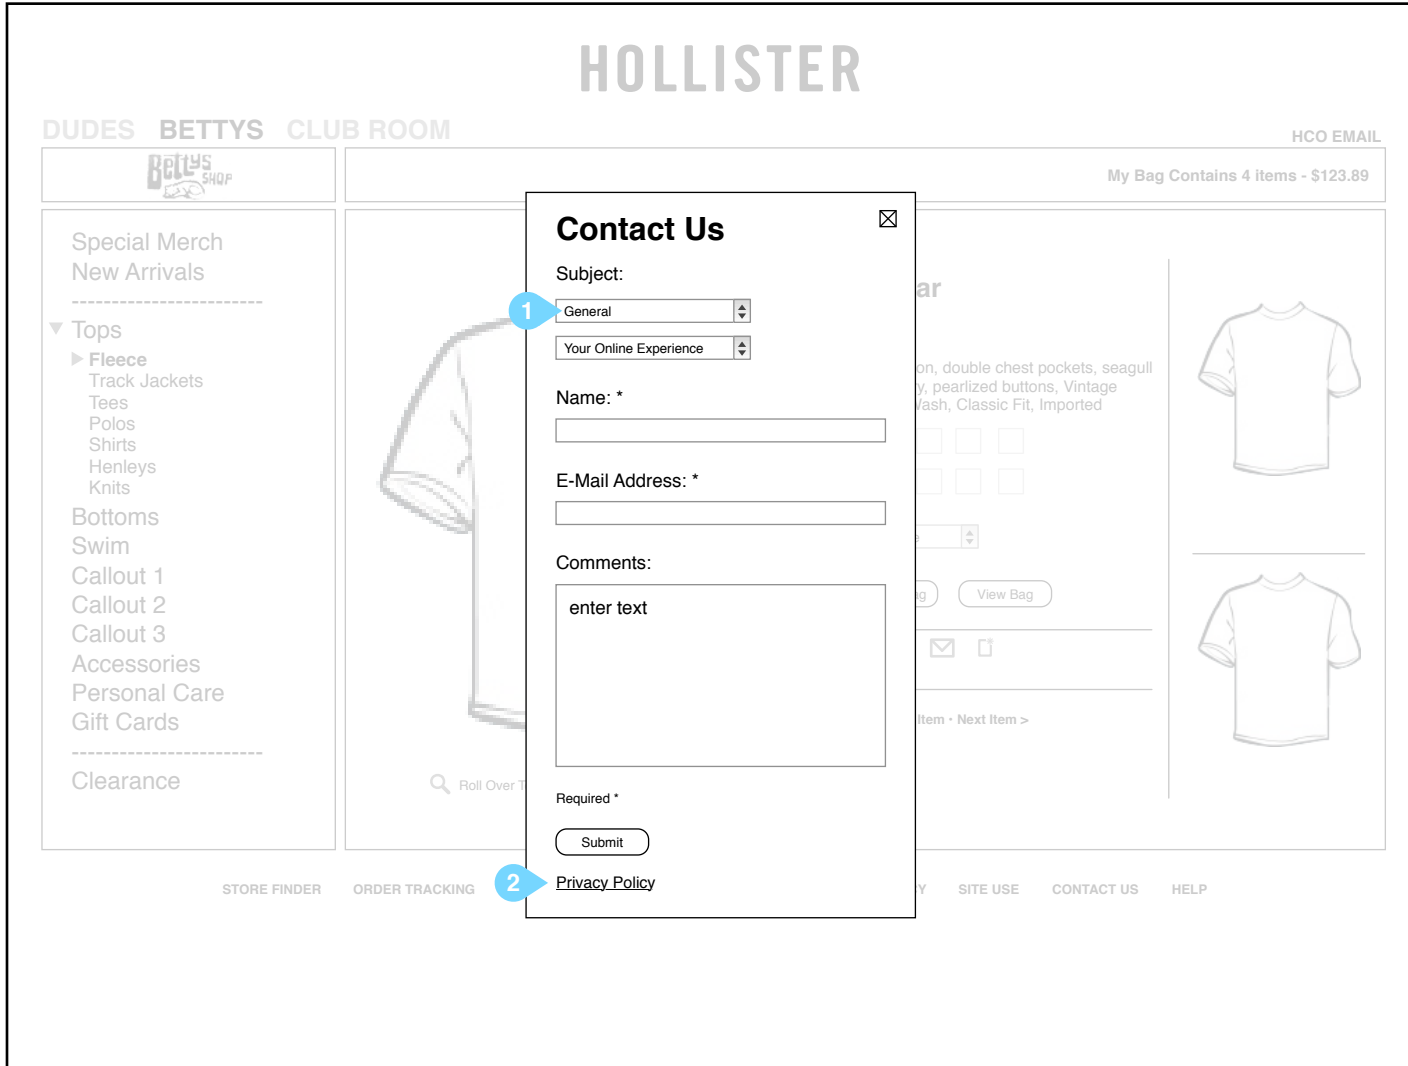 HOLLISTER
DUDES BETTYS CLUB ROOM
HCO EMAIL
Bettys
SHOP
My Bag Contains 4 items - $123.89
Special Merch
New Arrivals
-------------------------
Tops
Fleece
Track Jackets
Tees
Polos
Shirts
Henleys
Knits
Bottoms
Swim
Callout 1
Callout 2
Callout 3
Accessories
Personal Care
Gift Cards
-------------------------
Clearance
Contact Us
Subject:
1
General
Your Online Experience
Name: *
E-Mail Address: *
Comments:
enter text
Required *
Submit
2
Privacy Policy
Roll Over
ar
on, double chest pockets, seagull
y, pearlized buttons, Vintage
Wash, Classic Fit, Imported
View Bag
Item • Next Item >
STORE FINDER ORDER TRACKING
Y SITE USE CONTACT US HELP